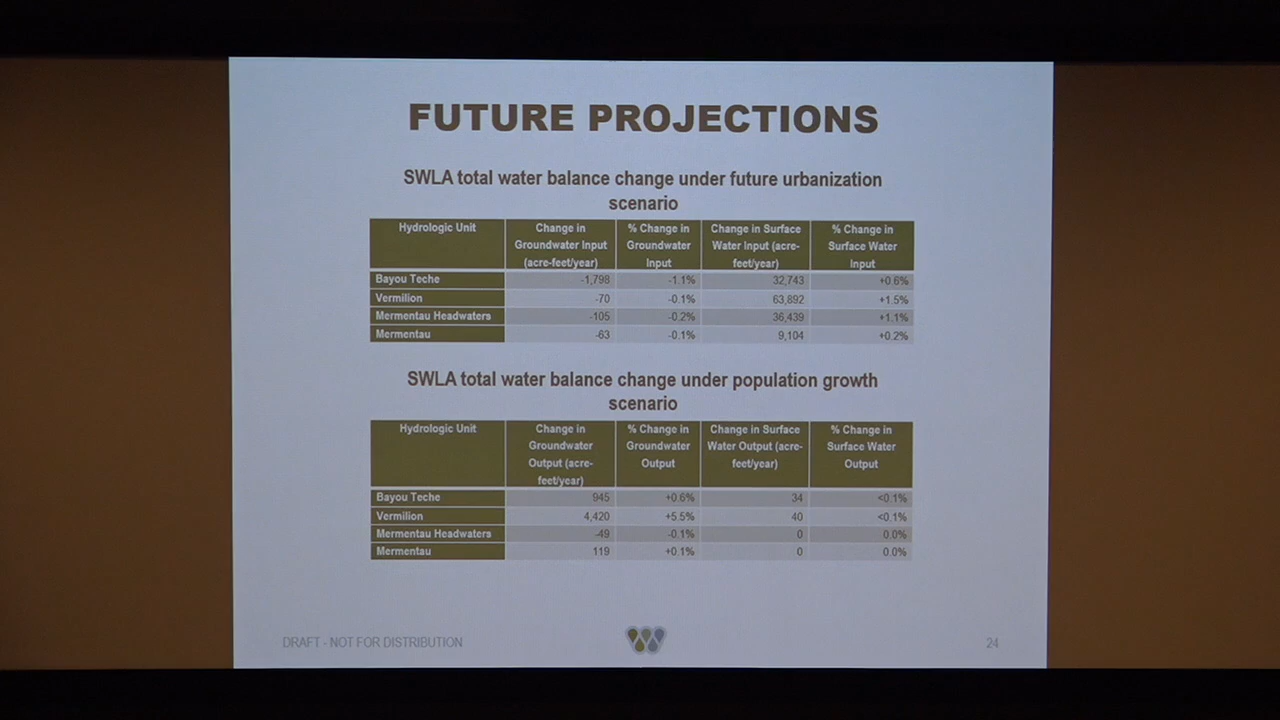 FUTURE PROJECTIONS
SWLA total water balance change under future urbanization
scenario
Hydrologic Unit
Change in
Groundwater Input
(acre-feet/year)
% Change in
Groundwater
Input
Change in Surface
Water Input (acre-
feet/year)
% Change in
Surface Water
Input
Bayou Teche -1,798 -1.1% 32,743 +0.6%
Vermilion -70 -0.1% 63,892 +1.5%
Mermentau Headwaters -105 -0.2% 36,439 +1.1%
Mermentau -63 -0.1% 9,104 +0.2%
SWLA total water balance change under population growth
scenario
Hydrologic Unit
Change in
Groundwater
Output (acre-
feet/year)
% Change in
Groundwater
Output
Change in Surface
Water Output (acre-
feet/year)
% Change in
Surface Water
Output
Bayou Teche 945 +0.6% 34 <0.1%
Vermilion 4,420 +5.5% 40 <0.1%
Mermentau Headwaters -49 -0.1% 0 0.0%
Mermentau 119 +0.1% 0 0.0%
DRAFT - NOT FOR DISTRIBUTION
24